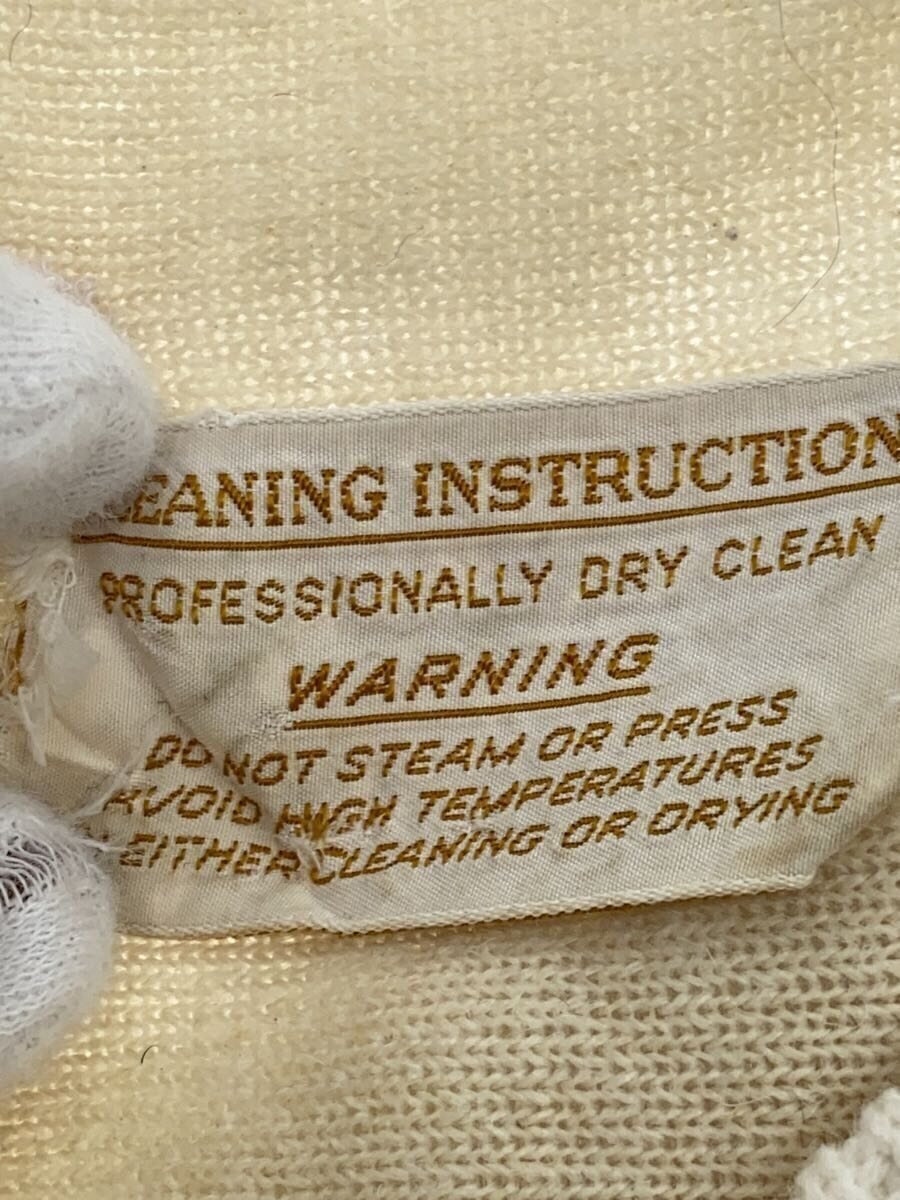 LEANING INSTRUCTION
PROFESSIONALLY DRY CLEAN
WARNING
DO NOT STEAM OR PRESS
AVOID HIGH TEMPERATURES
EITHER CLEANING OR DRYING